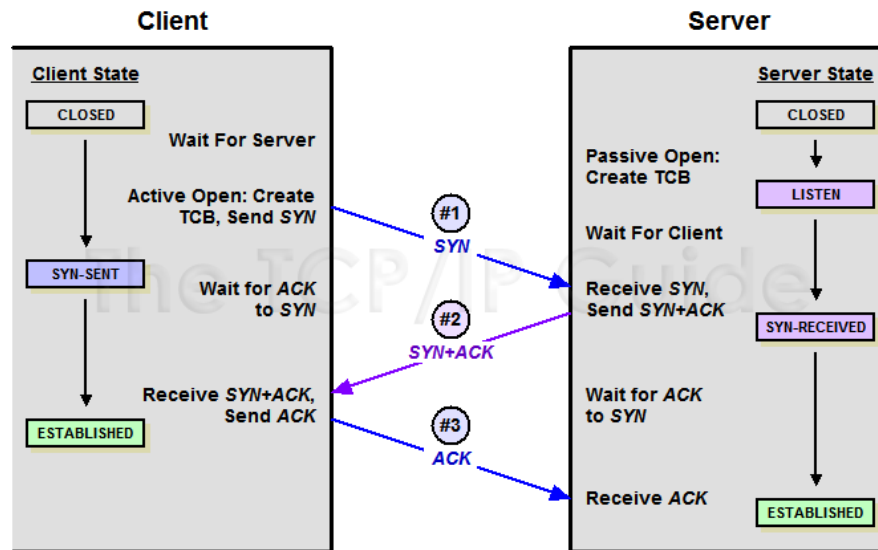 Client
Server
Client State
CLOSED
Wait For Server
Active Open: Create
TCB, Send SYN
SYN-SENT
Wait for ACK
to SYN
Receive SYN+ACK,
Send ACK
ESTABLISHED
#1
SYN
#2
SYN+ACK
#3
ACK
Server State
CLOSED
Passive Open:
Create TCB
LISTEN
Wait For Client
Receive SYN,
Send SYN+ACK
SYN-RECEIVED
Wait for ACK
to SYN
Receive ACK
ESTABLISHED
The TCP/IP Guide